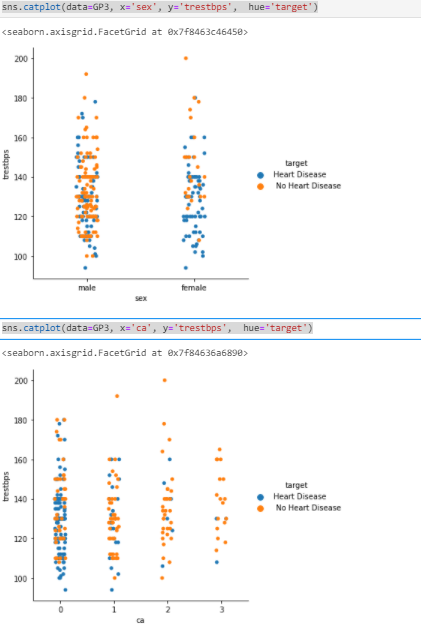 sns.catplot(data=GP3, x='sex', y='trestbps',  hue='target')
<seaborn.axisgrid.FacetGrid at 0x7f8463c46450>
200
180
160
140
120
100
trestbps
male
female
sex
target
Heart Disease
No Heart Disease
sns.catplot(data=GP3, x='ca', y='trestbps',  hue='target')
<seaborn.axisgrid.FacetGrid at 0x7f84636a6890>
200
180
160
140
120
100
trestbps
0
1
2
3
ca
target
Heart Disease
No Heart Disease